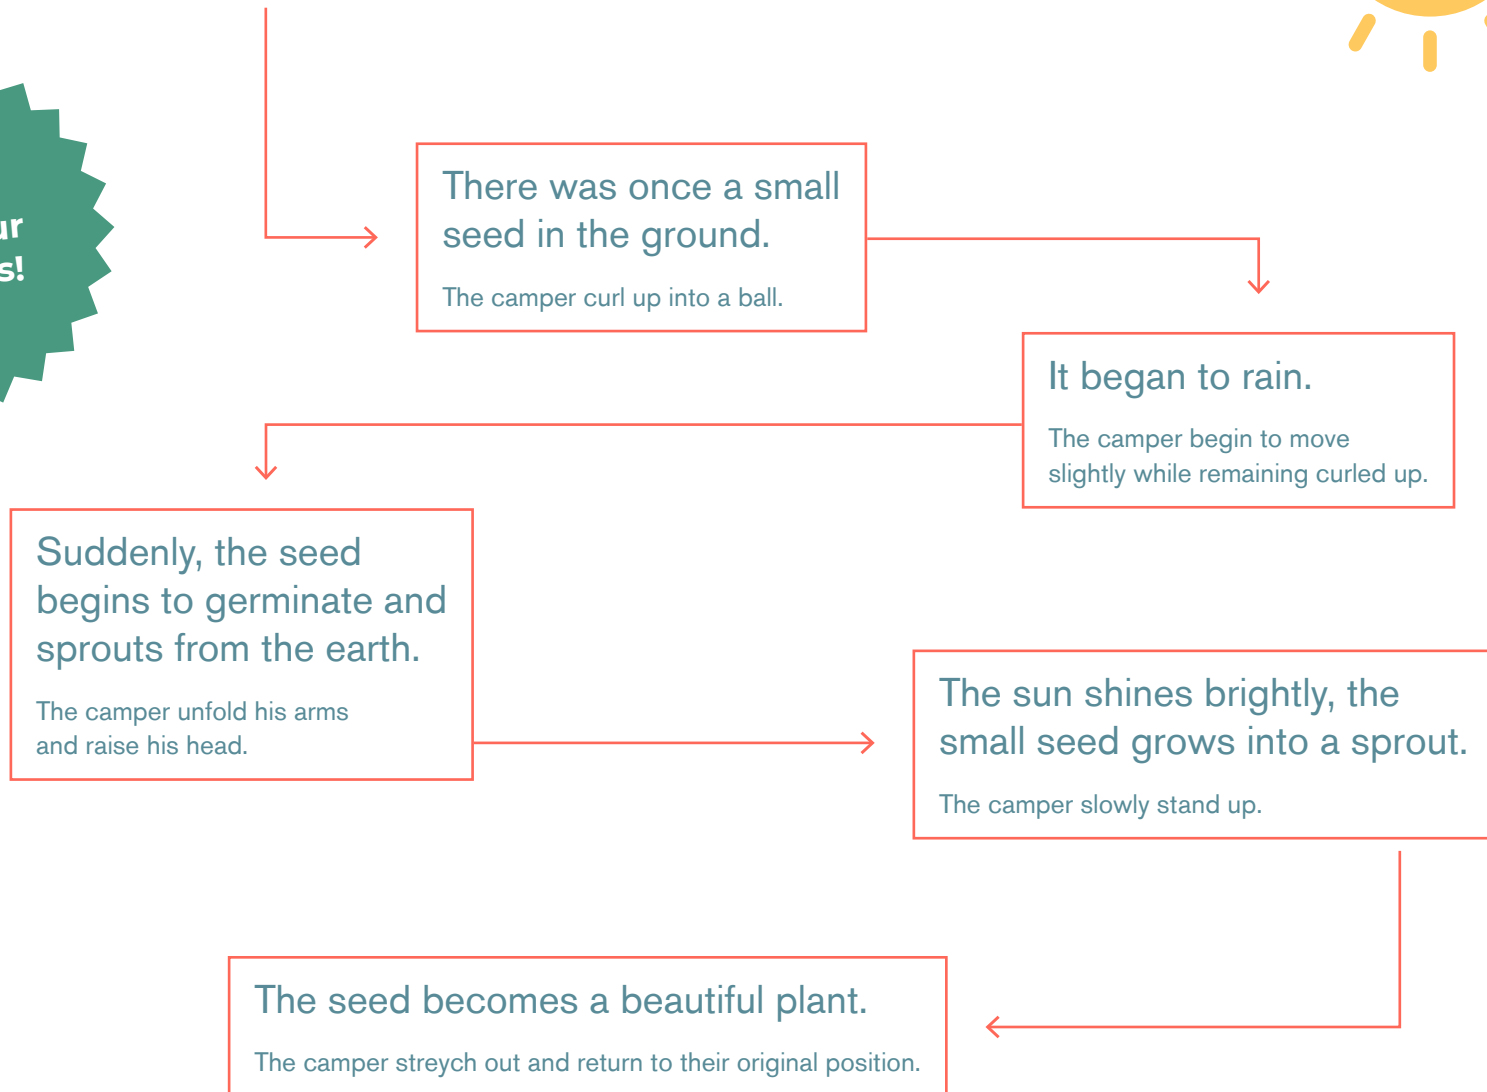 There was once a small
seed in the ground.
The camper curl up into a ball.
It began to rain.
The camper begin to move
slightly while remaining curled up.
Suddenly, the seed
begins to germinate and
sprouts from the earth.
The camper unfold his arms
and raise his head.
The sun shines brightly, the
small seed grows into a sprout.
The camper slowly stand up.
The seed becomes a beautiful plant.
The camper streych out and return to their original position.